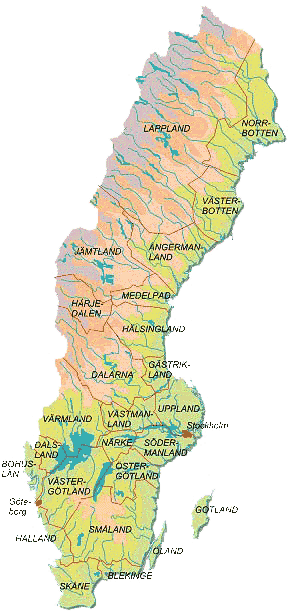 LAPPLAND
NORR-
BOTTEN
VÄSTER-
BOTTEN
ÅNGERMAN-
LAND
JÄMTLAND
MEDELPAD
HÄRJE-
DALEN
HÄLSINGLAND
GÄSTRIK-
LAND
DALARNA
UPPLAND
VÄRMLAND
VÄSTMAN-
LAND
Stockholm
DALS-
LAND
NÄRKE
SÖDER-
MANLAND
BOHUS-
LÄN
VÄSTER-
GÖTLAND
ÖSTER-
GÖTLAND
Göte-
borg
GOTLAND
SMÅLAND
HALLAND
ÖLAND
BLEKINGE
SKÅNE